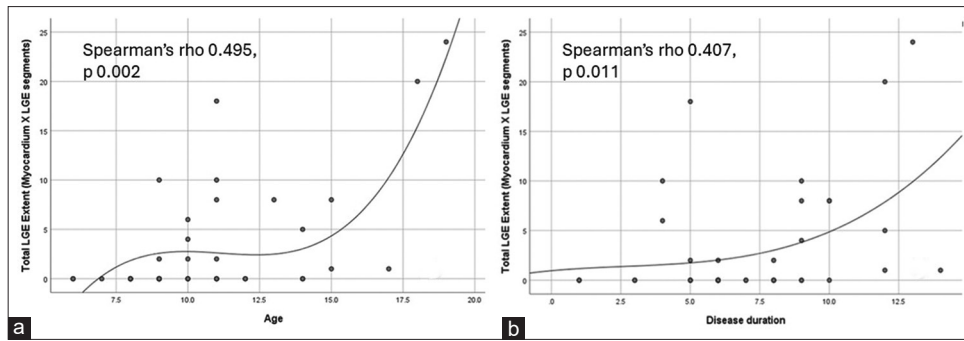 Spearman's rho 0.495,
p 0.002
Total LGE Extent (Myocardium X LGE segments)
25
20
15
10
5
0
7.5
10.0
12.5
15.0
17.5
20.0
Age
a
Spearman's rho 0.407,
p 0.011
Total LGE Extent (Myocardium X LGE segments)
25
20
15
10
5
0
.0
2.5
5.0
7.5
10.0
12.5
Disease duration
b